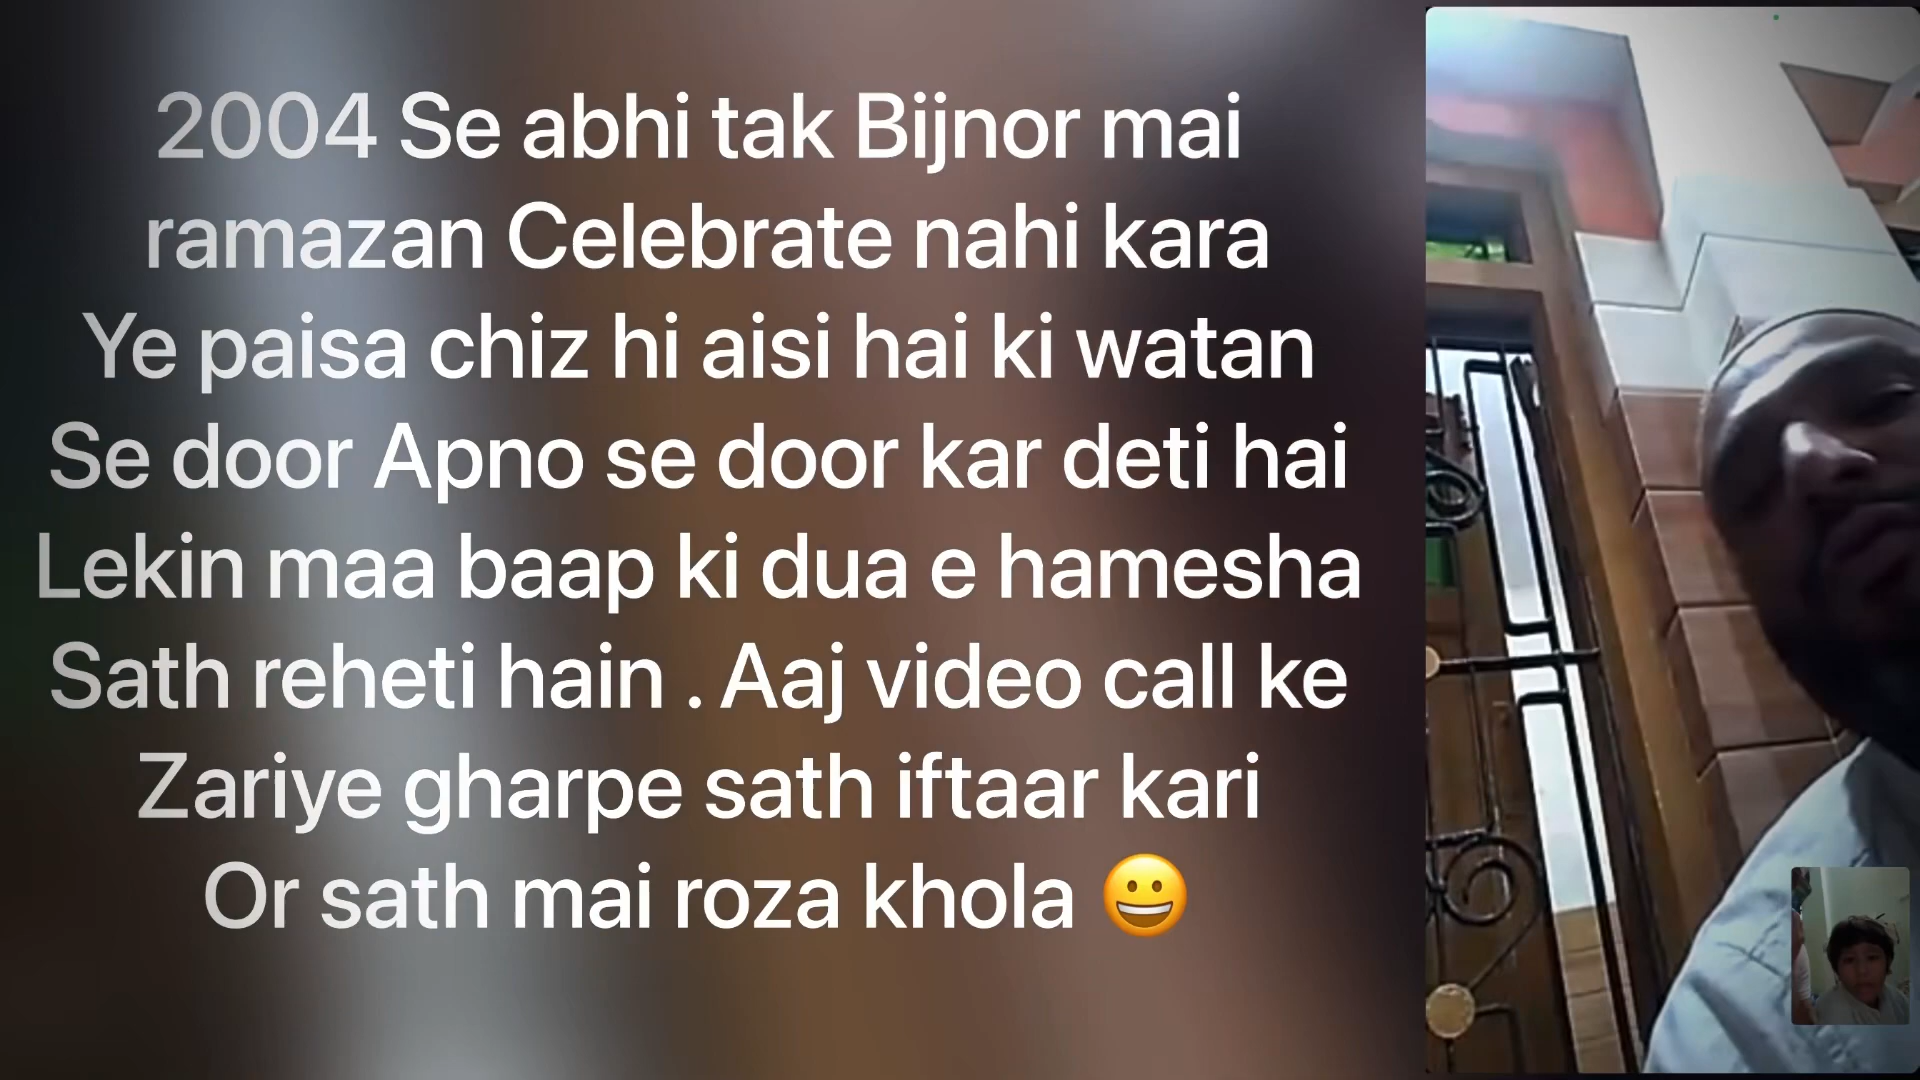 2004 Se abhi tak Bijnor mai
ramazan Celebrate nahi kara
Ye paisa chiz hi aisi hai ki watan
Se door Apno se door kar deti hai
Lekin maa baap ki dua e hamesha
Sath reheti hain . Aaj video call ke
Zariye gharpe sath iftaar kari
Or sath mai roza khola 😀